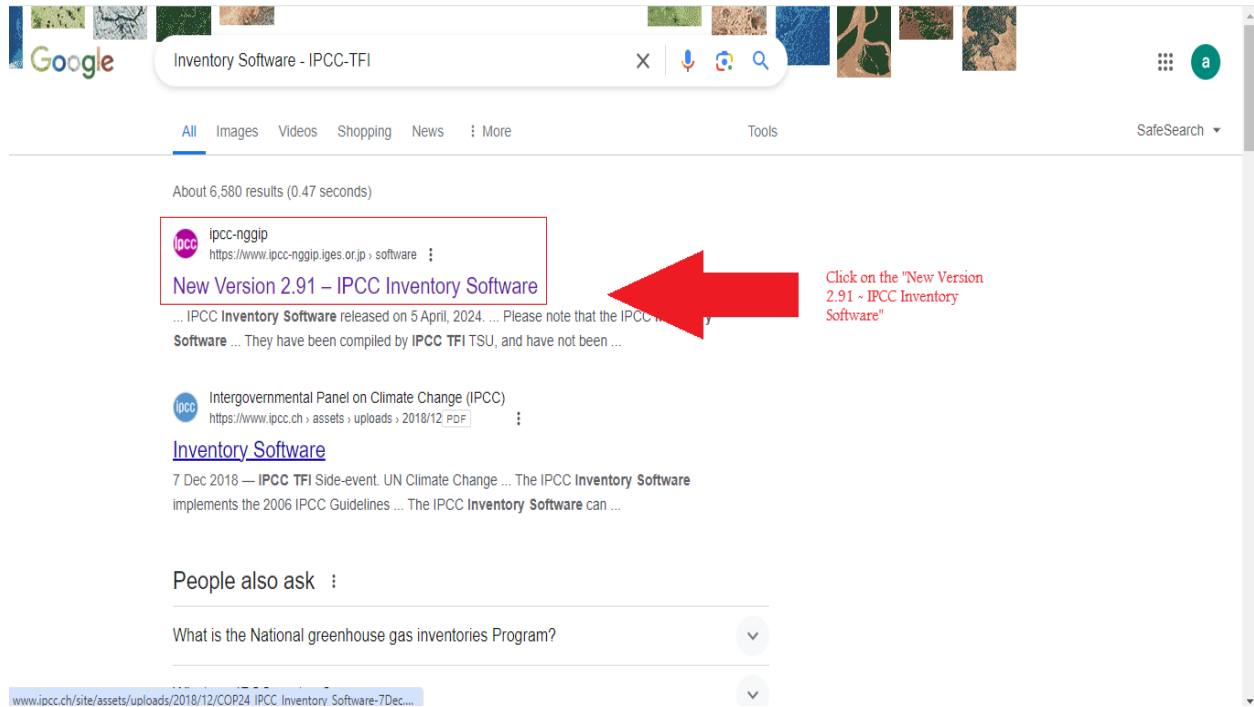 Google
Inventory Software - IPCC-TFI
a
All Images Videos Shopping News More Tools SafeSearch
About 6,580 results (0.47 seconds)
ipcc
ipcc-nggip
https://www.ipcc-nggip.iges.or.jp › software
New Version 2.91 – IPCC Inventory Software
... IPCC Inventory Software released on 5 April, 2024. ... Please note that the IPCC
Software ... They have been compiled by IPCC TFI TSU, and have not been ...
Click on the "New Version
2.91 ~ IPCC Inventory
Software"
ipcc
Intergovernmental Panel on Climate Change (IPCC)
https://www.ipcc.ch › assets › uploads › 2018/12 PDF
Inventory Software
7 Dec 2018 — IPCC TFI Side-event. UN Climate Change ... The IPCC Inventory Software
implements the 2006 IPCC Guidelines ... The IPCC Inventory Software can ...
People also ask
What is the National greenhouse gas inventories Program?
www.ipcc.ch/site/assets/uploads/2018/12/COP24_IPCC_Inventory_Software-7Dec....